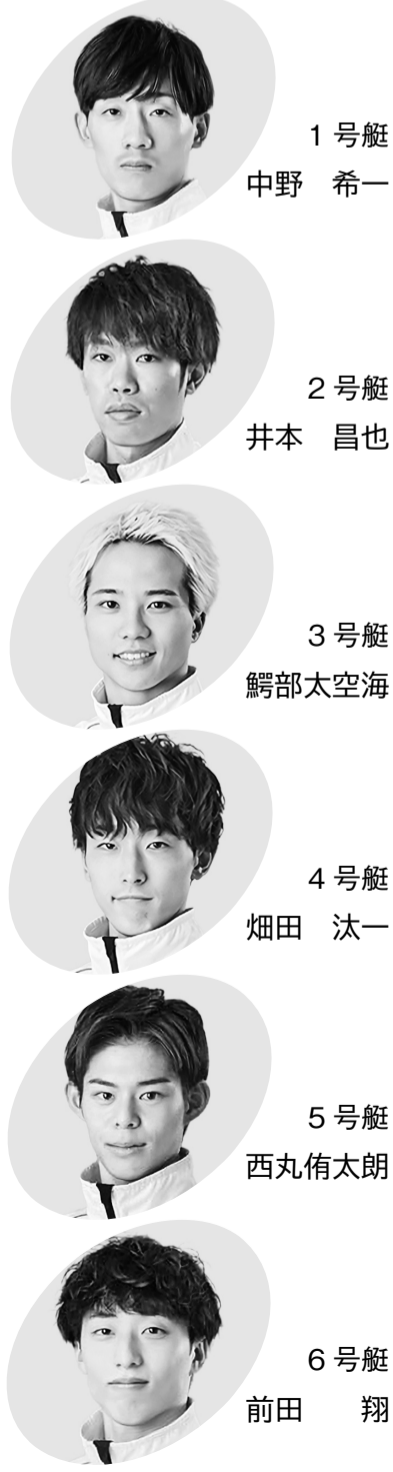 1号艇
中野　希一
2号艇
井本　昌也
3号艇
鰐部太空海
4号艇
畑田　汰一
5号艇
西丸侑太朗
6号艇
前田　　翔